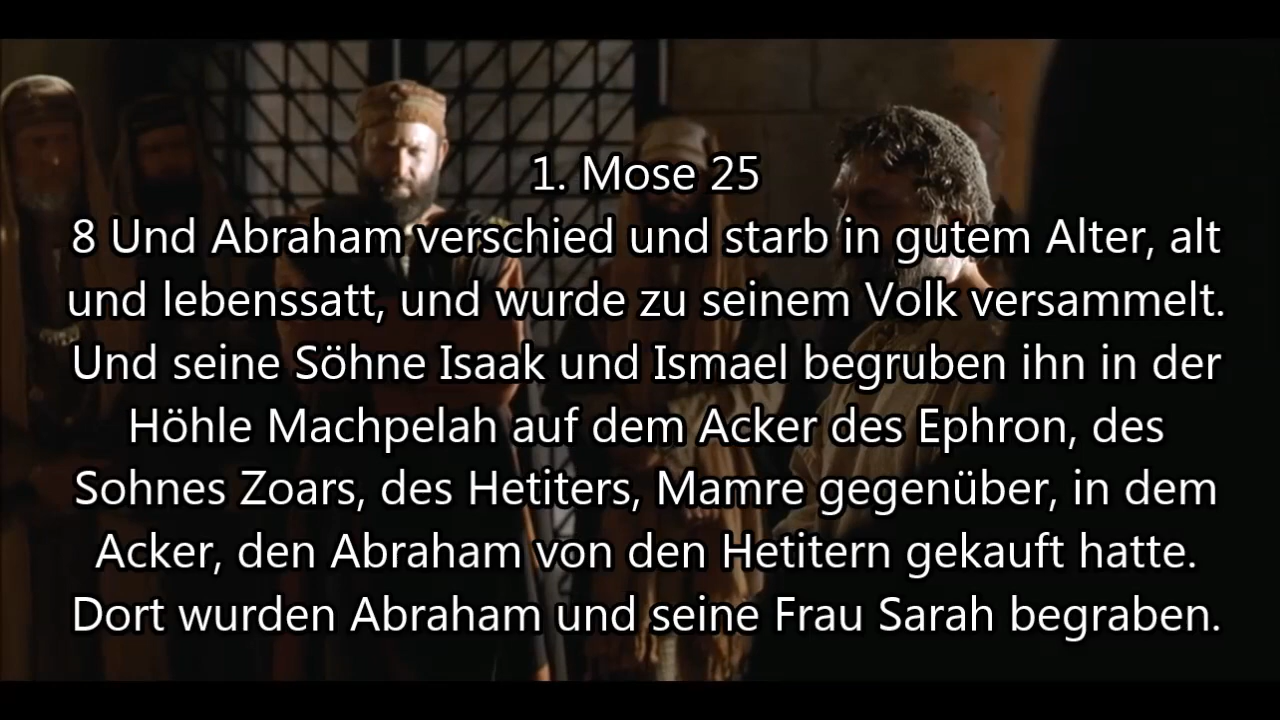 1. Mose 25
8 Und Abraham verschied und starb in gutem Alter, alt
und lebenssatt, und wurde zu seinem Volk versammelt.
Und seine Söhne Isaak und Ismael begruben ihn in der
Höhle Machpelah auf dem Acker des Ephron, des
Sohnes Zoars, des Hetiters, Mamre gegenüber, in dem
Acker, den Abraham von den Hetitern gekauft hatte.
Dort wurden Abraham und seine Frau Sarah begraben.